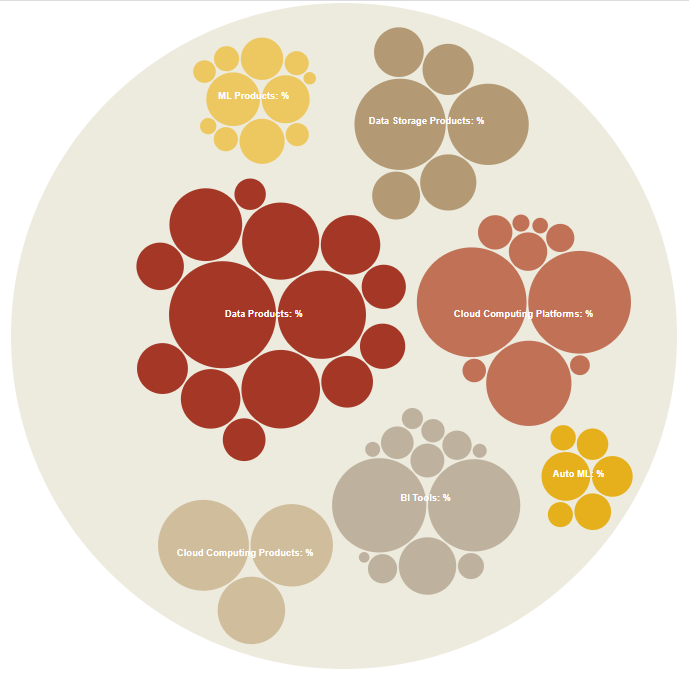 ML Products: %
Data Storage Products: %
Data Products: %
Cloud Computing Platforms: %
Auto ML: %
BI Tools: %
Cloud Computing Products: %